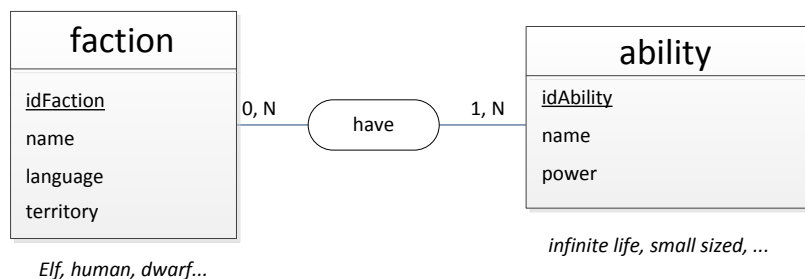 faction
idFaction
name
language
territory
Elf, human, dwarf...
0, N
have
1, N
ability
idAbility
name
power
infinite life, small sized, ...